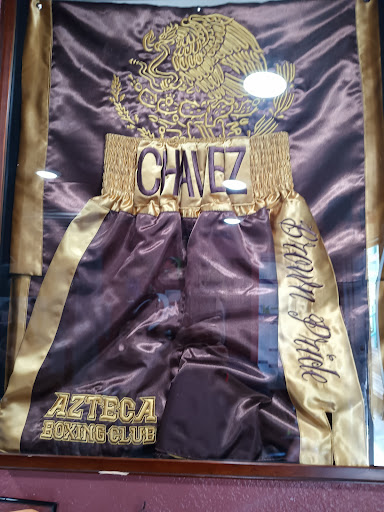 CHAVEZ
Brown Pride
AZTECA
BOXING CLUB